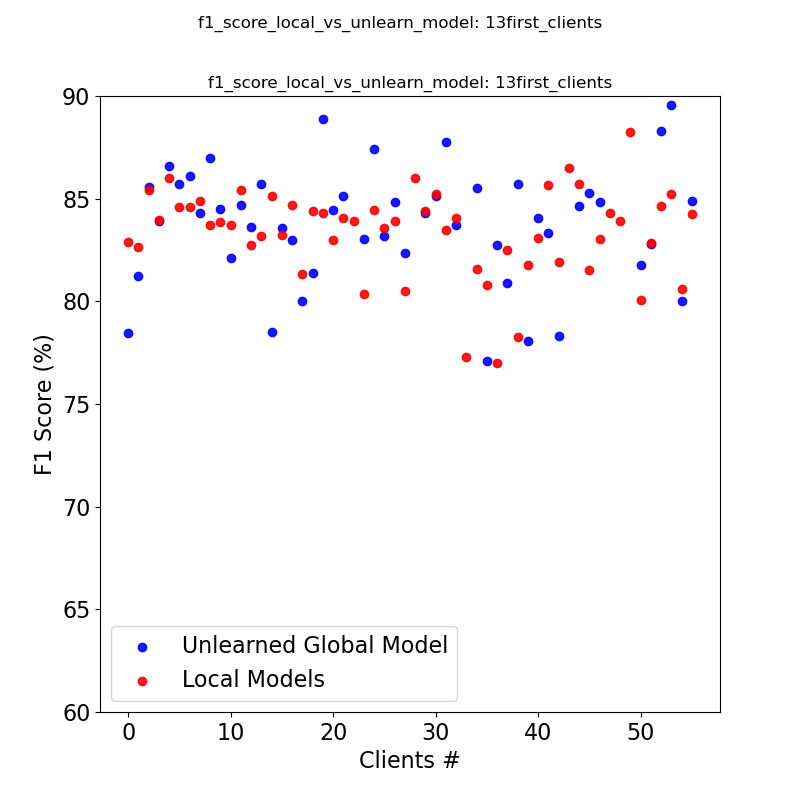 f1_score_local_vs_unlearn_model: 13first_clients
f1_score_local_vs_unlearn_model: 13first_clients
90
85
80
75
70
65
60
F1 Score (%)
Unlearned Global Model
Local Models
0 10 20 30 40 50
Clients #